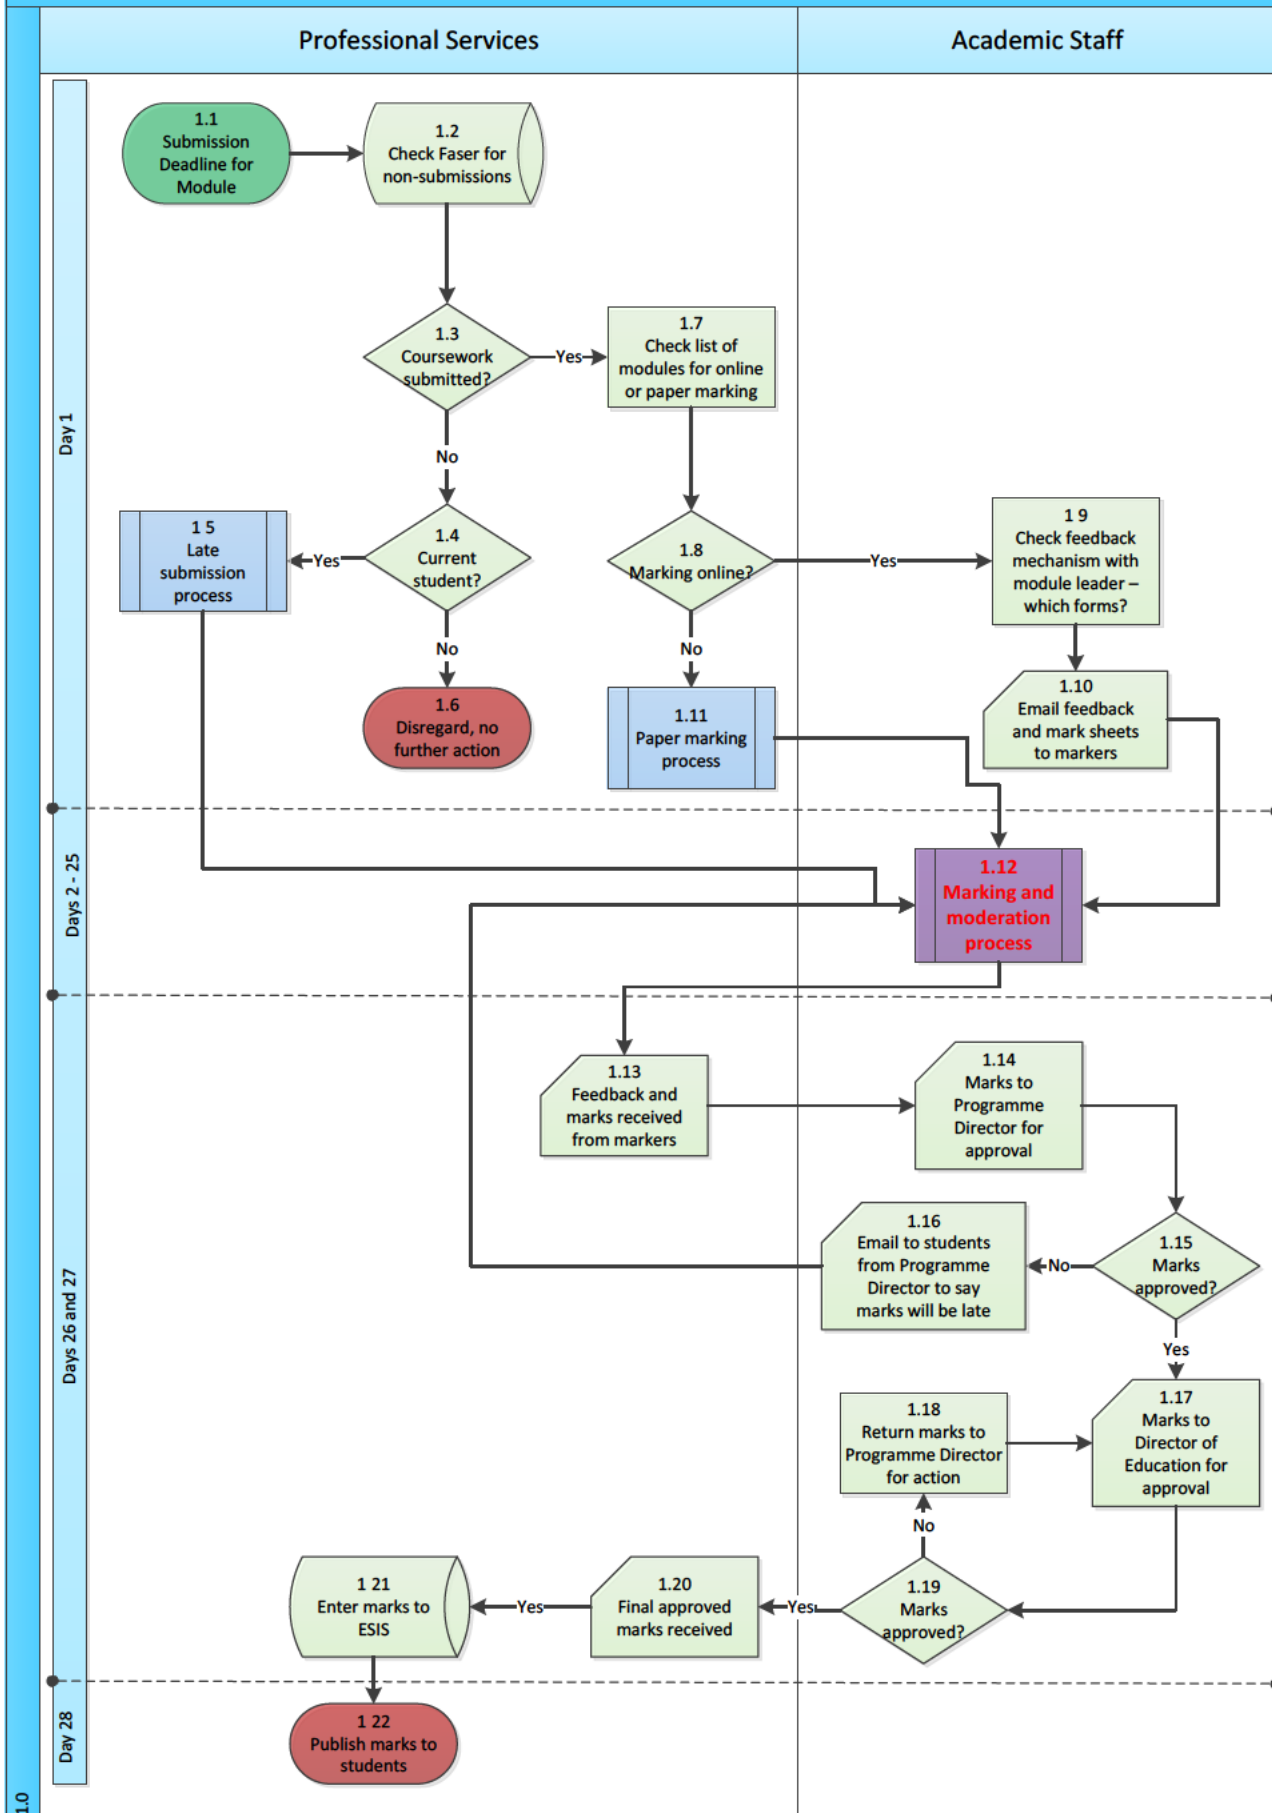 Professional Services
Academic Staff
Day 1
1.1
Submission
Deadline for
Module
1.2
Check Faser for
non-submissions
1.3
Coursework
submitted?
Yes
1.7
Check list of
modules for online
or paper marking
No
1 5
Late
submission
process
Yes
1.4
Current
student?
1.8
Marking online?
Yes
1 9
Check feedback
mechanism with
module leader –
which forms?
No
No
1.6
Disregard, no
further action
1.11
Paper marking
process
1.10
Email feedback
and mark sheets
to markers
Days 2 - 25
1.12
Marking and
moderation
process
Days 26 and 27
1.13
Feedback and
marks received
from markers
1.14
Marks to
Programme
Director for
approval
1.16
Email to students
from Programme
Director to say
marks will be late
No
1.15
Marks
approved?
Yes
1.18
Return marks to
Programme Director
for action
1.17
Marks to
Director of
Education for
approval
No
1 21
Enter marks to
ESIS
Yes
1.20
Final approved
marks received
Yes
1.19
Marks
approved?
Day 28
1 22
Publish marks to
students
1.0